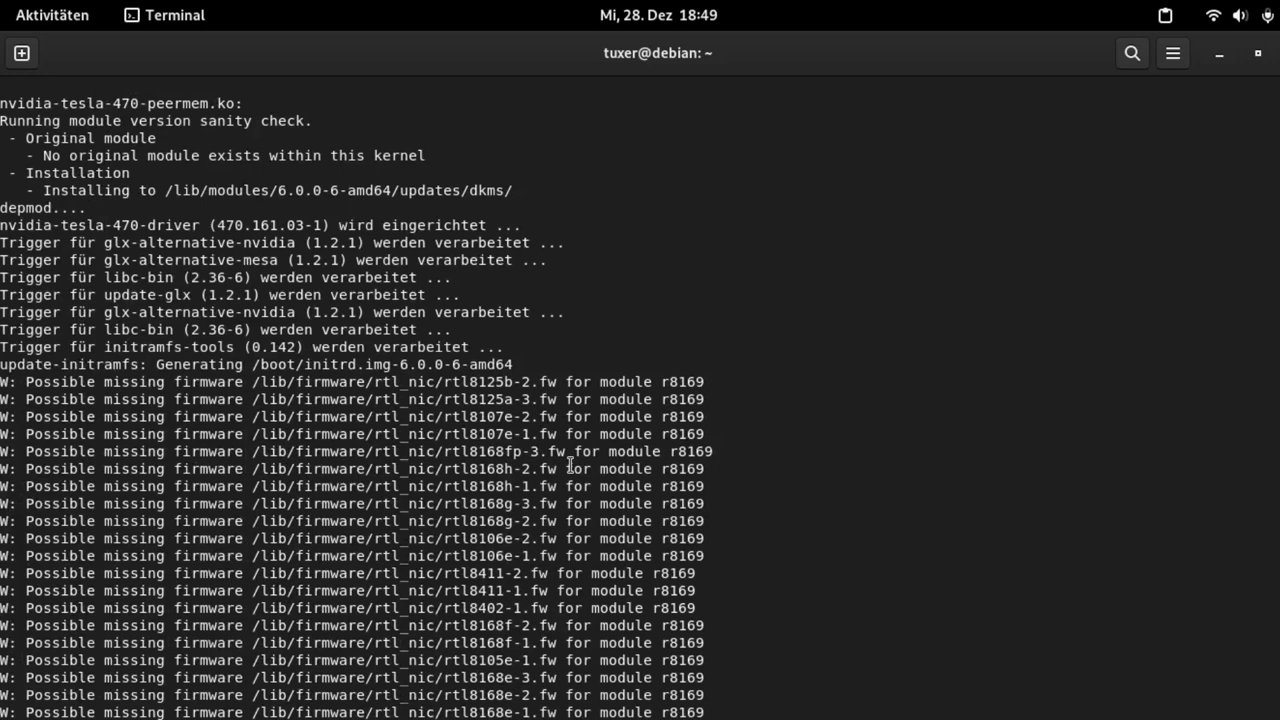 Aktivitäten
Terminal
Mi, 28. Dez 18:49
tuxer@debian: ~
nvidia-tesla-470-peermem.ko:
Running module version sanity check.
- Original module
- No original module exists within this kernel
- Installation
- Installing to /lib/modules/6.0.0-6-amd64/updates/dkms/
depmod....
nvidia-tesla-470-driver (470.161.03-1) wird eingerichtet ...
Trigger für glx-alternative-nvidia (1.2.1) werden verarbeitet ...
Trigger für glx-alternative-mesa (1.2.1) werden verarbeitet ...
Trigger für libc-bin (2.36-6) werden verarbeitet ...
Trigger für update-glx (1.2.1) werden verarbeitet ...
Trigger für glx-alternative-nvidia (1.2.1) werden verarbeitet ...
Trigger für libc-bin (2.36-6) werden verarbeitet ...
Trigger für initramfs-tools (0.142) werden verarbeitet ...
update-initramfs: Generating /boot/initrd.img-6.0.0-6-amd64
W: Possible missing firmware /lib/firmware/rtl_nic/rtl8125b-2.fw for module r8169
W: Possible missing firmware /lib/firmware/rtl_nic/rtl8125a-3.fw for module r8169
W: Possible missing firmware /lib/firmware/rtl_nic/rtl8107e-2.fw for module r8169
W: Possible missing firmware /lib/firmware/rtl_nic/rtl8107e-1.fw for module r8169
W: Possible missing firmware /lib/firmware/rtl_nic/rtl8168fp-3.fw for module r8169
W: Possible missing firmware /lib/firmware/rtl_nic/rtl8168h-2.fw for module r8169
W: Possible missing firmware /lib/firmware/rtl_nic/rtl8168h-1.fw for module r8169
W: Possible missing firmware /lib/firmware/rtl_nic/rtl8168g-3.fw for module r8169
W: Possible missing firmware /lib/firmware/rtl_nic/rtl8168g-2.fw for module r8169
W: Possible missing firmware /lib/firmware/rtl_nic/rtl8106e-2.fw for module r8169
W: Possible missing firmware /lib/firmware/rtl_nic/rtl8106e-1.fw for module r8169
W: Possible missing firmware /lib/firmware/rtl_nic/rtl8411-2.fw for module r8169
W: Possible missing firmware /lib/firmware/rtl_nic/rtl8411-1.fw for module r8169
W: Possible missing firmware /lib/firmware/rtl_nic/rtl8402-1.fw for module r8169
W: Possible missing firmware /lib/firmware/rtl_nic/rtl8168f-2.fw for module r8169
W: Possible missing firmware /lib/firmware/rtl_nic/rtl8168f-1.fw for module r8169
W: Possible missing firmware /lib/firmware/rtl_nic/rtl8105e-1.fw for module r8169
W: Possible missing firmware /lib/firmware/rtl_nic/rtl8168e-3.fw for module r8169
W: Possible missing firmware /lib/firmware/rtl_nic/rtl8168e-2.fw for module r8169
W: Possible missing firmware /lib/firmware/rtl_nic/rtl8168e-1.fw for module r8169